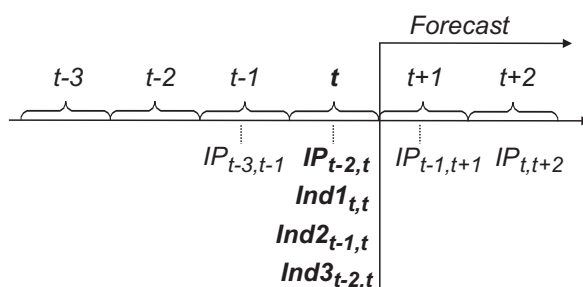 Forecast
t-3 t-2 t-1 t t+1 t+2
IPt-3,t-1 IPt-2,t IPt-1,t+1 IPt,t+2
Ind1t,t
Ind2t-1,t
Ind3t-2,t